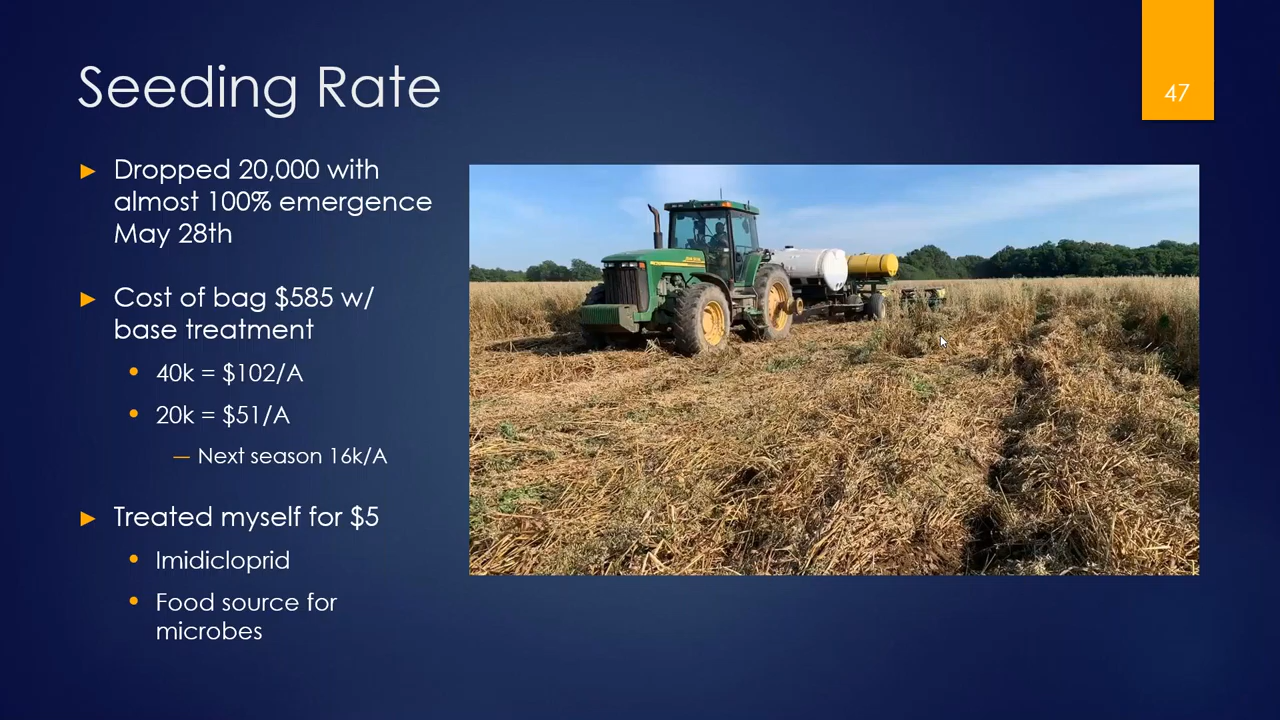 Seeding Rate
47
Dropped 20,000 with
almost 100% emergence
May 28th
Cost of bag $585 w/
base treatment
40k = $102/A
20k = $51/A
Next season 16k/A
Treated myself for $5
Imidicloprid
Food source for
microbes